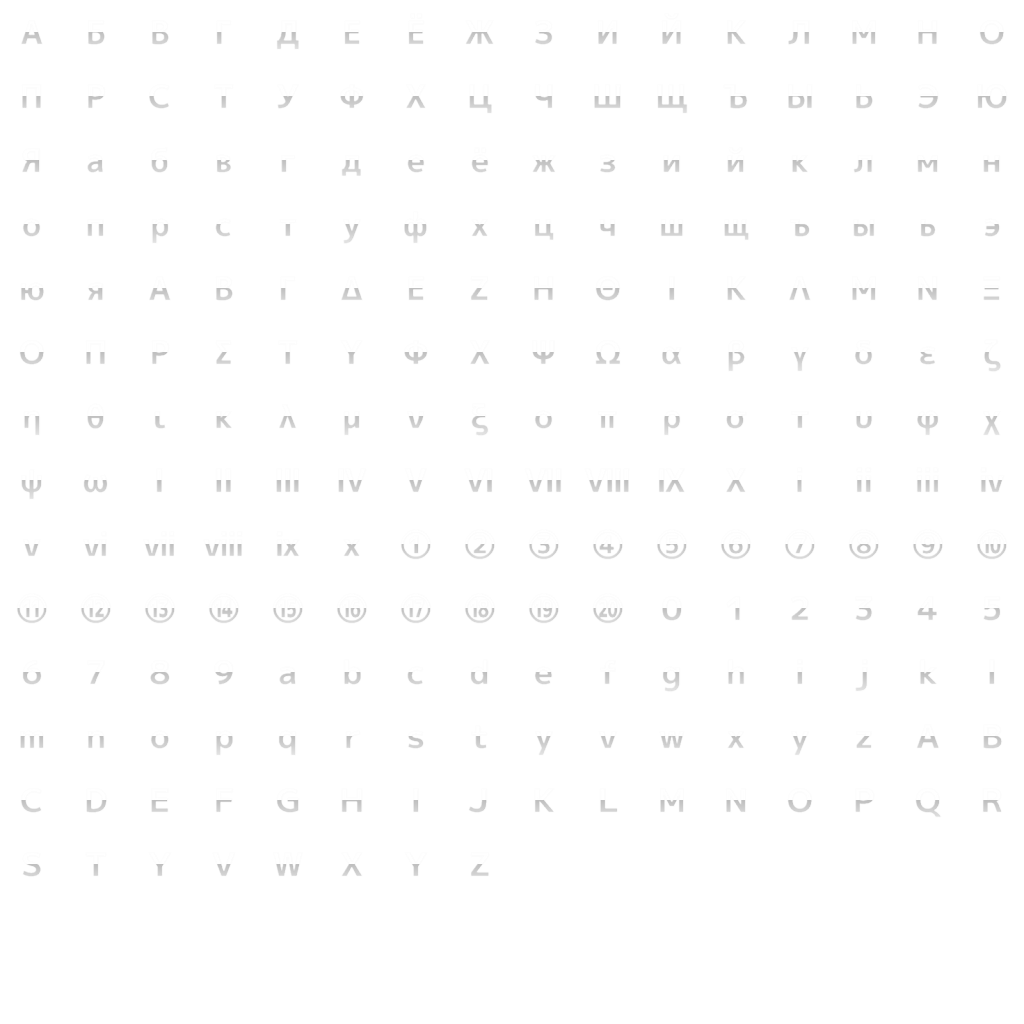 А Б В Г Д Е Ё Ж З И Й К Л М Н О
П Р С Т У Ф Х Ц Ч Ш Щ Ъ Ы Ь Э Ю
Я а б в г д е ё ж з и й к л м н
о п р с т у ф х ц ч ш щ ъ ы ь э
ю я Α Β Γ Δ Ε Ζ Η Θ Ι Κ Λ Μ Ν Ξ
Ο Π Ρ Σ Τ Υ Φ Χ Ψ Ω α β γ δ ε ζ
η θ ι κ λ μ ν ξ ο π ρ σ τ υ φ χ
ψ ω Ⅰ Ⅱ Ⅲ Ⅳ Ⅴ Ⅵ Ⅶ Ⅷ Ⅸ Ⅹ ⅰ ⅱ ⅲ ⅳ
ⅴ ⅵ ⅶ ⅷ ⅸ ⅹ ① ② ③ ④ ⑤ ⑥ ⑦ ⑧ ⑨ ⑩
⑪ ⑫ ⑬ ⑭ ⑮ ⑯ ⑰ ⑱ ⑲ ⑳ 0 1 2 3 4 5
6 7 8 9 a b c d e f g h i j k l
m n o p q r s t y v w x y z A B
C D E F G H I J K L M N O P Q R
S T Y V W X Y Z